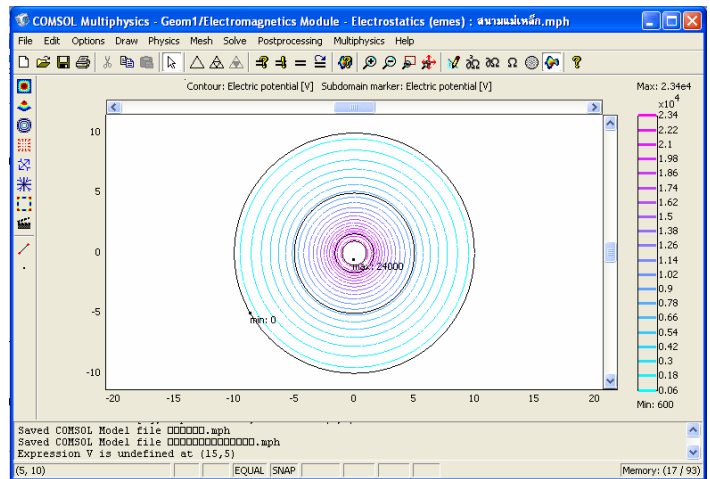 COMSOL Multiphysics - Geom1/Electromagnetics Module - Electrostatics (emes) : สนามแม่เหล็ก.mph
File Edit Options Draw Physics Mesh Solve Postprocessing Multiphysics Help
Contour: Electric potential [V] Subdomain marker: Electric potential [V]
Max: 2.34e4
x10^4
2.34
2.22
2.1
1.98
1.86
1.74
1.62
1.5
1.38
1.26
1.14
1.02
0.9
0.78
0.66
0.54
0.42
0.3
0.18
0.06
Min: 600
10
5
0
-5
-10
max: 24000
min: 0
-20 -15 -10 -5 0 5 10 15 20
Saved COMSOL Model file □□□□□□.mph
Saved COMSOL Model file □□□□□□□□□□□□□□.mph
Expression V is undefined at (15,5)
(5, 10) EQUAL SNAP Memory: (17 / 93)